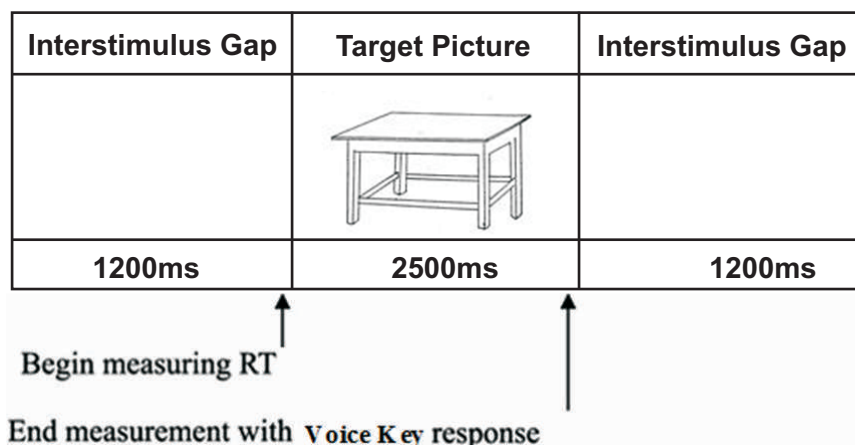 Interstimulus Gap Target Picture Interstimulus Gap
1200ms 2500ms 1200ms
Begin measuring RT
End measurement with Voice Key response